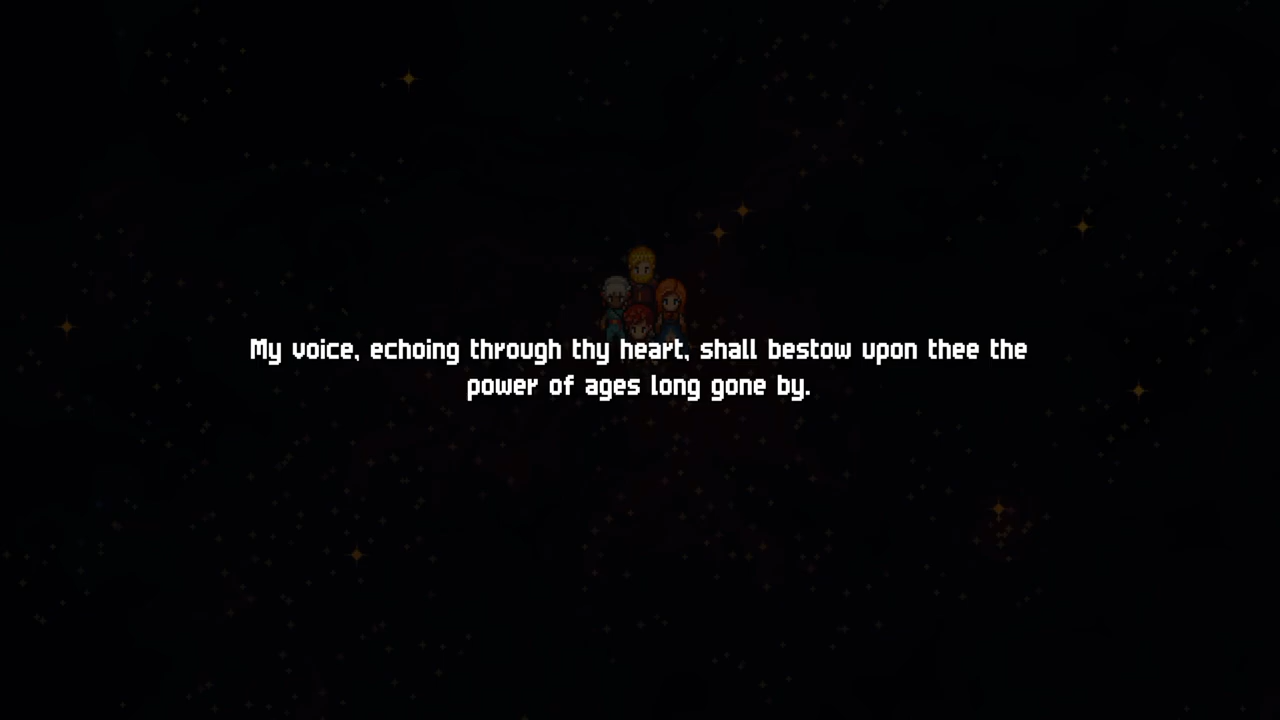 My voice, echoing through thy heart, shall bestow upon thee the
power of ages long gone by.